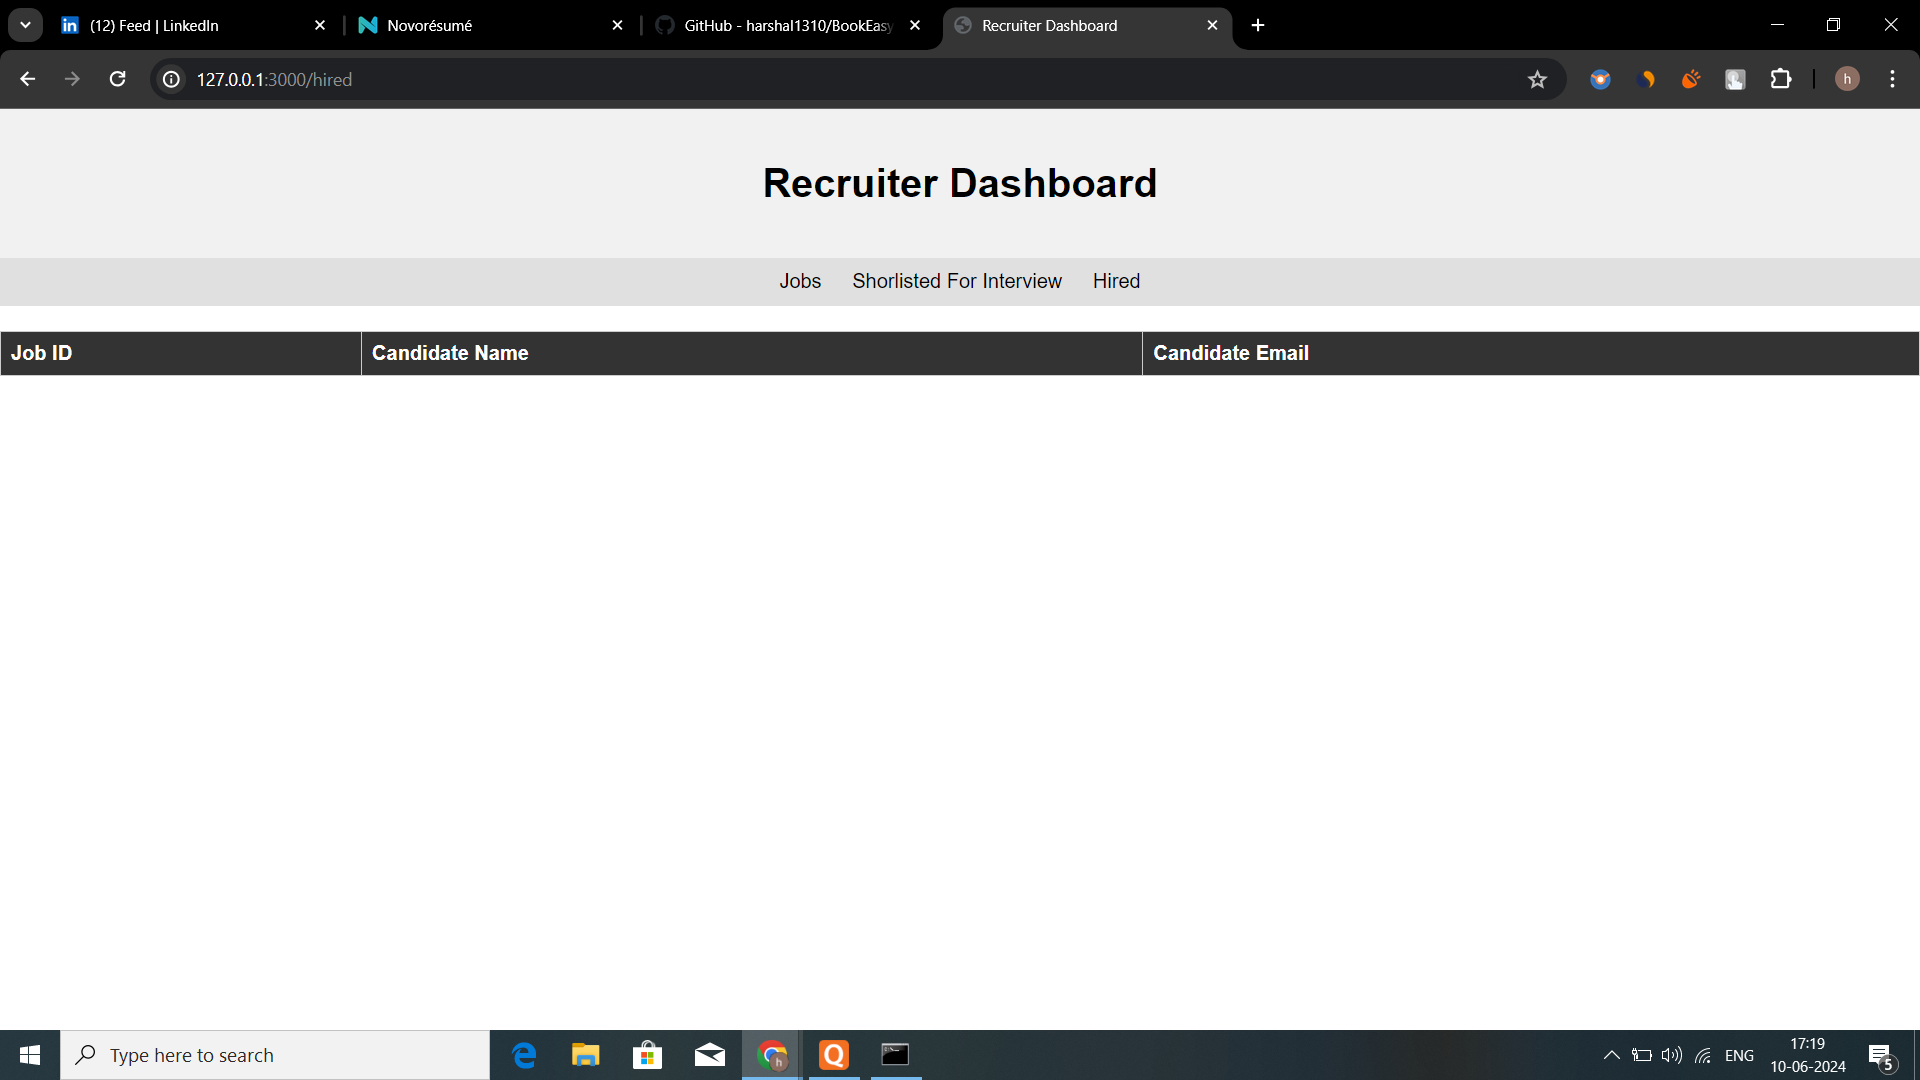 (12) Feed | LinkedIn
Novorésumé
GitHub - harshal1310/BookEasy
Recruiter Dashboard
127.0.0.1:3000/hired
h
Recruiter Dashboard
Jobs Shorlisted For Interview Hired
Job ID Candidate Name Candidate Email
Type here to search
ENG
17:19
10-06-2024
5